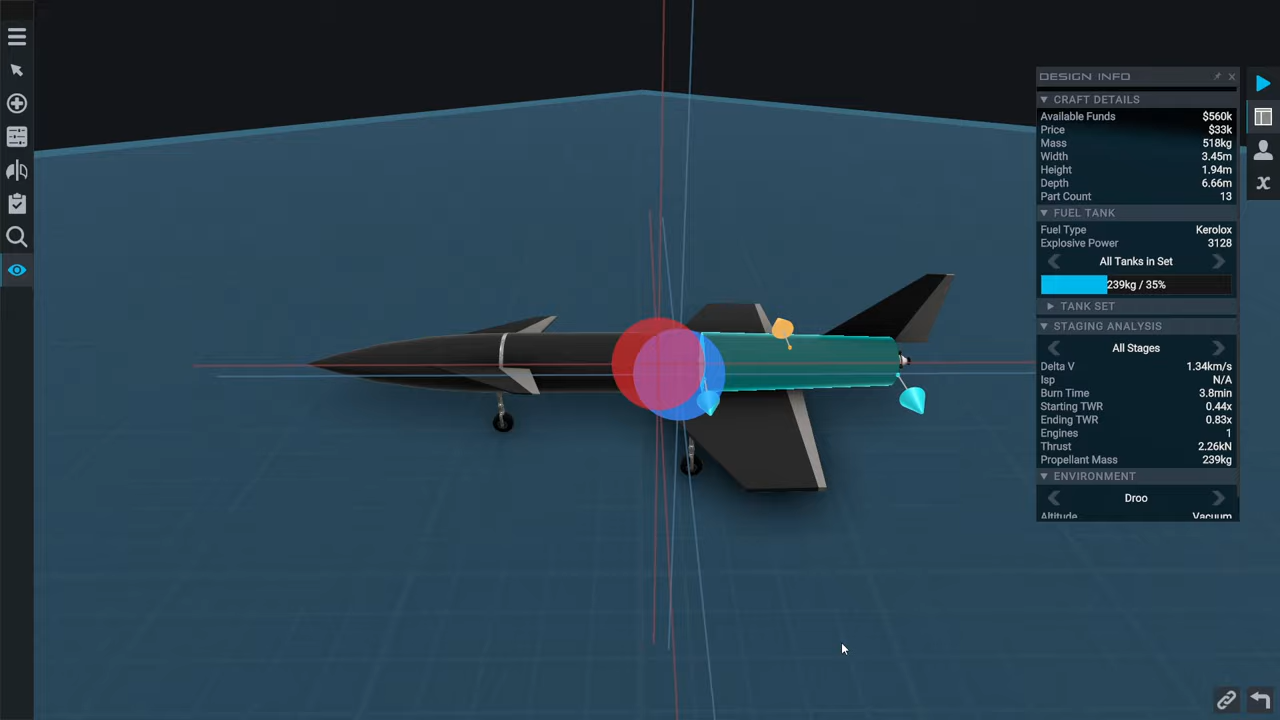 DESIGN INFO
CRAFT DETAILS
Available Funds $560k
Price $33k
Mass 518kg
Width 3.45m
Height 1.94m
Depth 6.66m
Part Count 13
FUEL TANK
Fuel Type Kerolox
Explosive Power 3128
All Tanks in Set
239kg / 35%
TANK SET
STAGING ANALYSIS
All Stages
Delta V 1.34km/s
Isp N/A
Burn Time 3.8min
Starting TWR 0.44x
Ending TWR 0.83x
Engines 1
Thrust 2.26kN
Propellant Mass 239kg
ENVIRONMENT
Droo
Altitude Vacuum